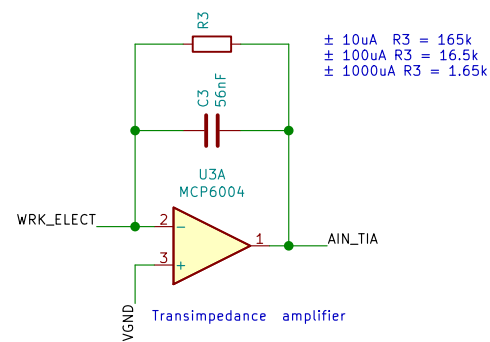 R3
± 10uA R3 = 165k
± 100uA R3 = 16.5k
± 1000uA R3 = 1.65k
C3
56nF
U3A
MCP6004
WRK_ELECT
2
−
1
AIN_TIA
3
+
VGND
Transimpedance amplifier